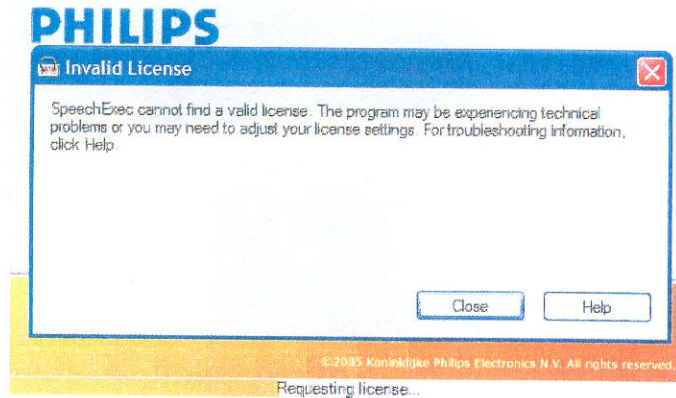 PHILIPS
Invalid License
SpeechExec cannot find a valid license. The program may be experiencing technical
problems or you may need to adjust your license settings. For troubleshooting information,
click Help.
Close
Help
©2005 Koninklijke Philips Electronics N.V. All rights reserved.
Requesting license...